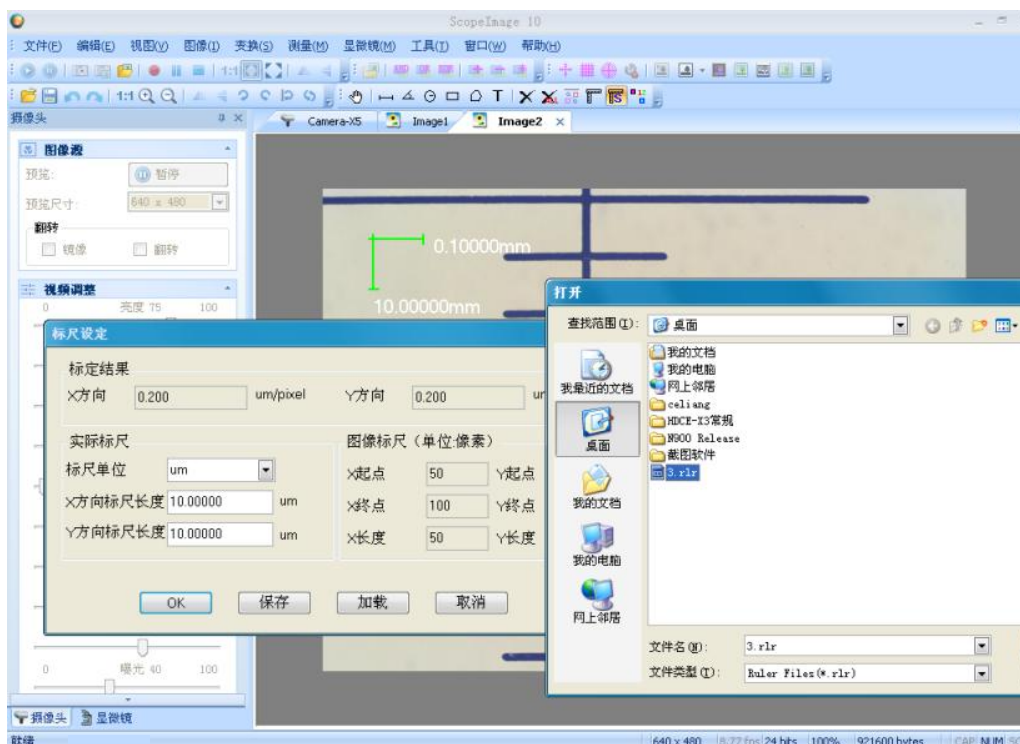 ScopeImage 10
文件(F) 编辑(E) 视图(V) 图像(I) 变换(S) 测量(M) 显微镜(M) 工具(T) 窗口(W) 帮助(H)
1:1
1:1 T
摄像头
Camera-X5 Image1 Image2
图像源
预览: 暂停
预览尺寸: 640 x 480
翻转
镜像 翻转
视频调整
0 亮度 75 100
0.10000mm
10.00000mm
标尺设定
标定结果
X方向 0.200 um/pixel Y方向 0.200 ur
实际标尺
标尺单位 um
X方向标尺长度 10.00000 um
Y方向标尺长度 10.00000 um
图像标尺（单位:像素）
X起点 50 Y起点
X终点 100 Y终点
X长度 50 Y长度
OK 保存 加载 取消
打开
查找范围(I): 桌面
我最近的文档
桌面
我的文档
我的电脑
网上邻居
我的文档
我的电脑
网上邻居
celiang
HDCE-X3常规
N900 Release
截图软件
3.rlr
文件名(N): 3.rlr
文件类型(T): Ruler Files(*.rlr)
0 曝光 40 100
摄像头 显微镜
就绪
640 x 480 8.77 fps 24 bits 100% 921600 bytes CAP NUM